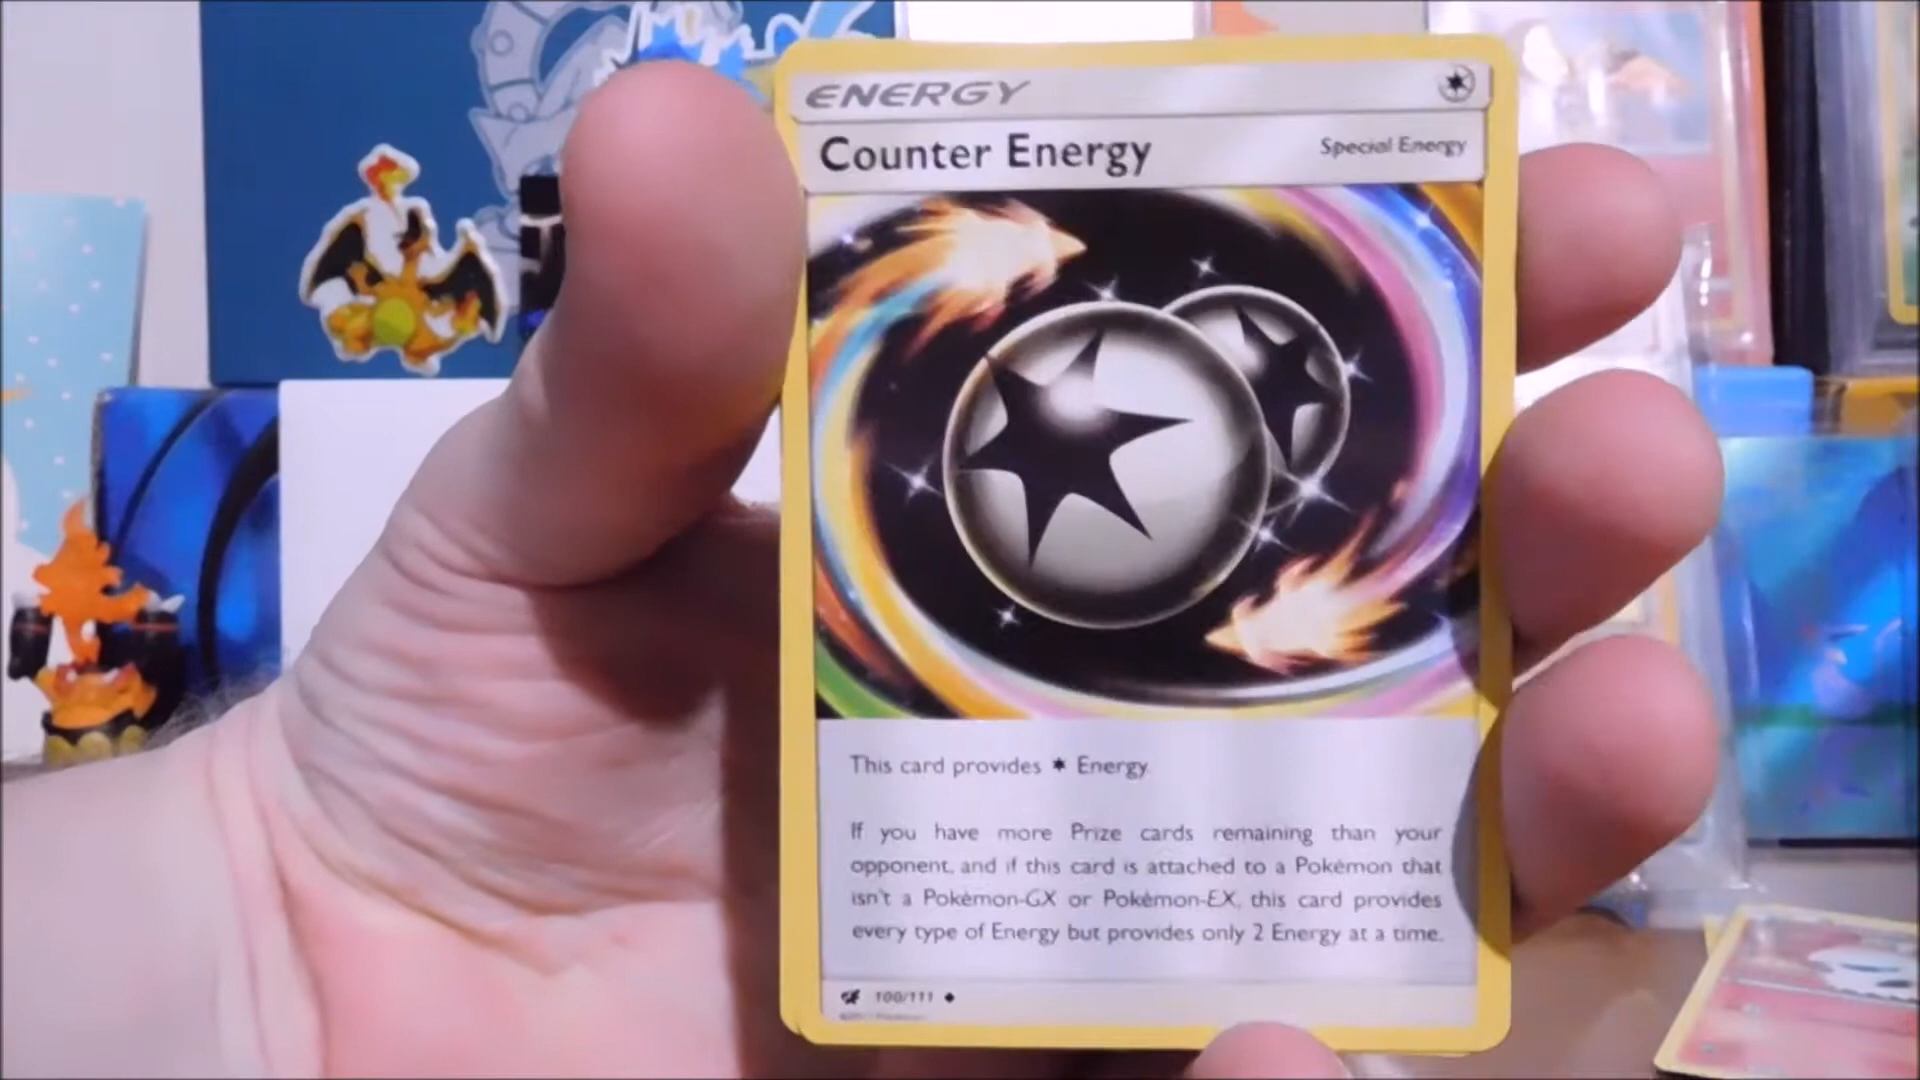 ENERGY
Counter Energy
Special Energy
This card provides * Energy.
If you have more Prize cards remaining than your
opponent, and if this card is attached to a Pokémon that
isn't a Pokémon-GX or Pokémon-EX, this card provides
every type of Energy but provides only 2 Energy at a time.
100/111